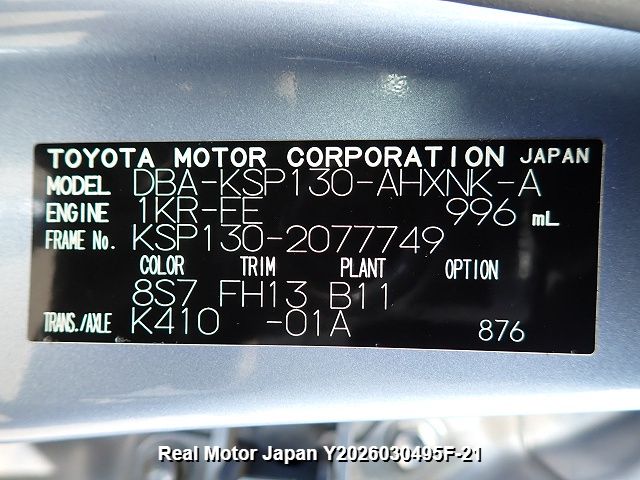 TOYOTA MOTOR CORPORATION JAPAN
MODEL DBA-KSP130-AHXNK-A
ENGINE 1KR-FE 996 mL
FRAME No. KSP130-2077749
COLOR TRIM PLANT OPTION
8S7 FH13 B11
TRANS./AXLE K410 -01A 876
Real Motor Japan Y2026030495F-21